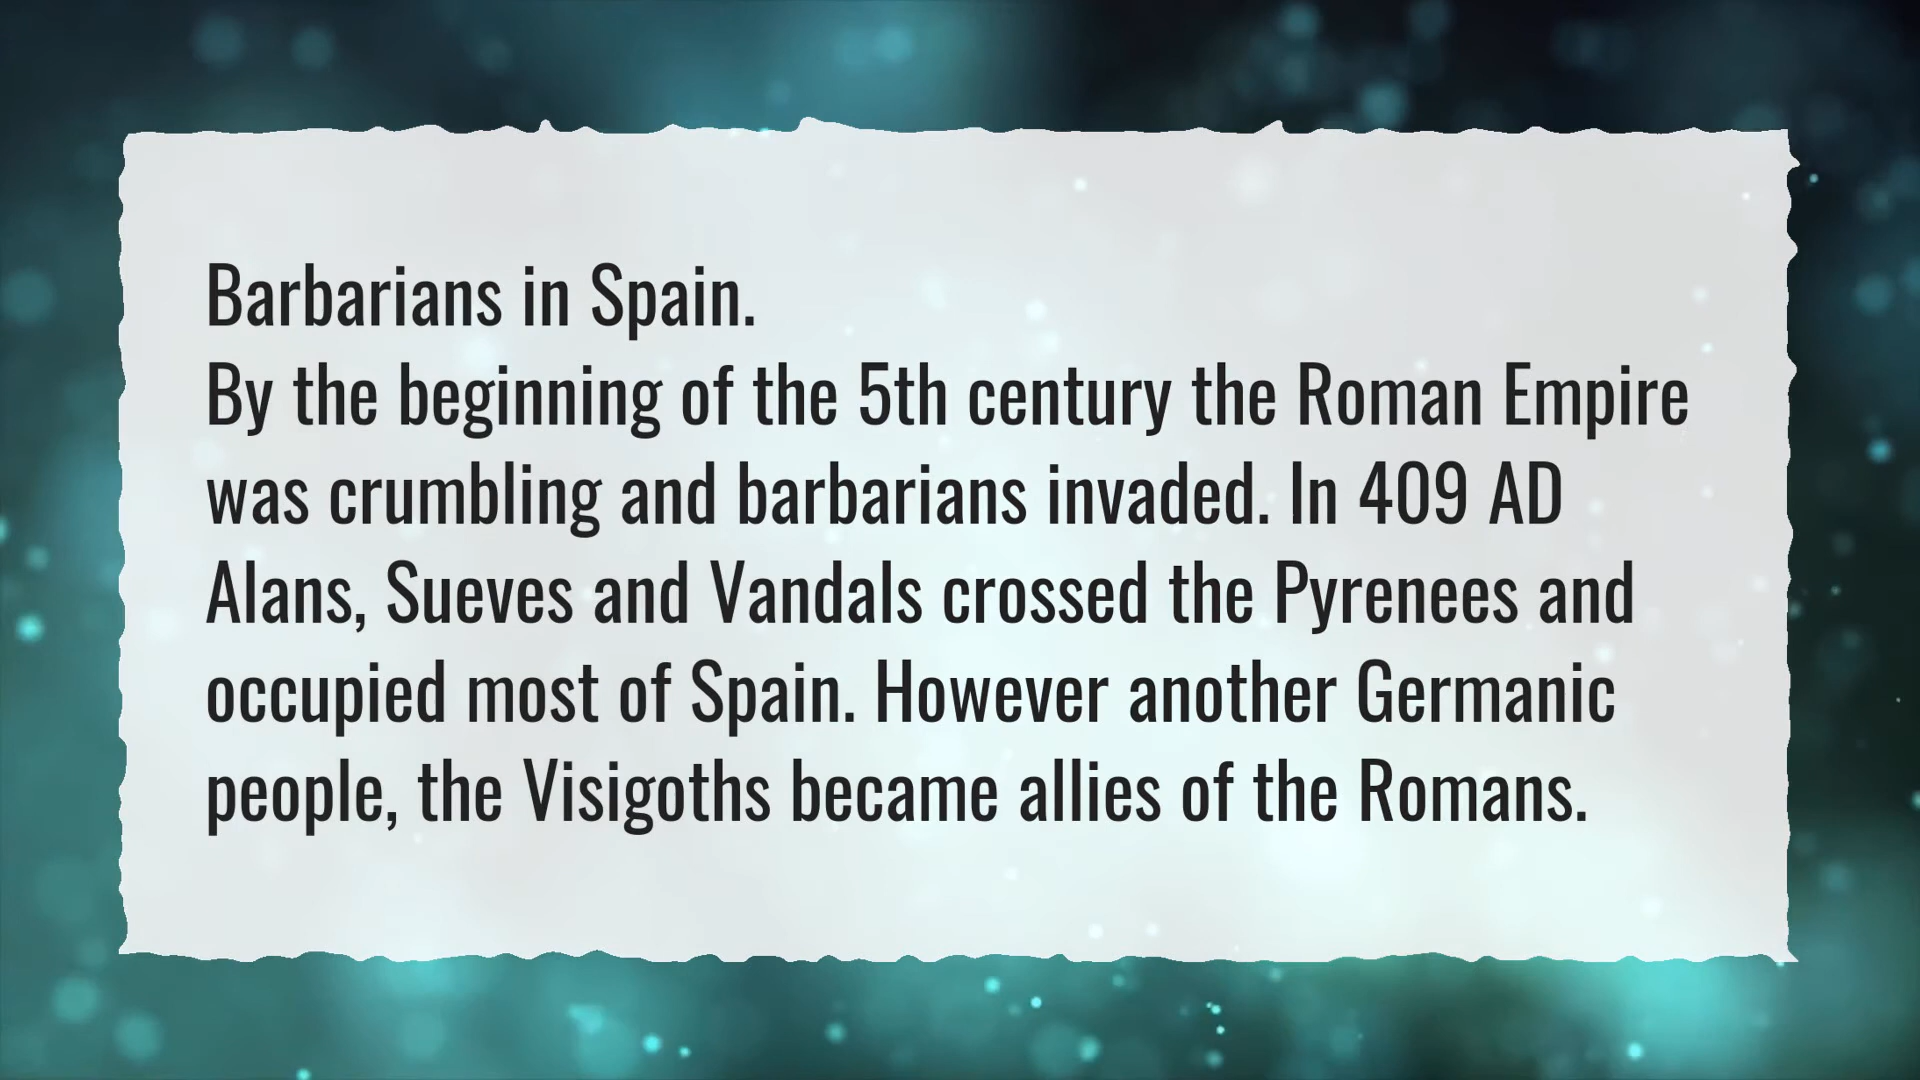 Barbarians in Spain.
By the beginning of the 5th century the Roman Empire
was crumbling and barbarians invaded. In 409 AD
Alans, Sueves and Vandals crossed the Pyrenees and
occupied most of Spain. However another Germanic
people, the Visigoths became allies of the Romans.